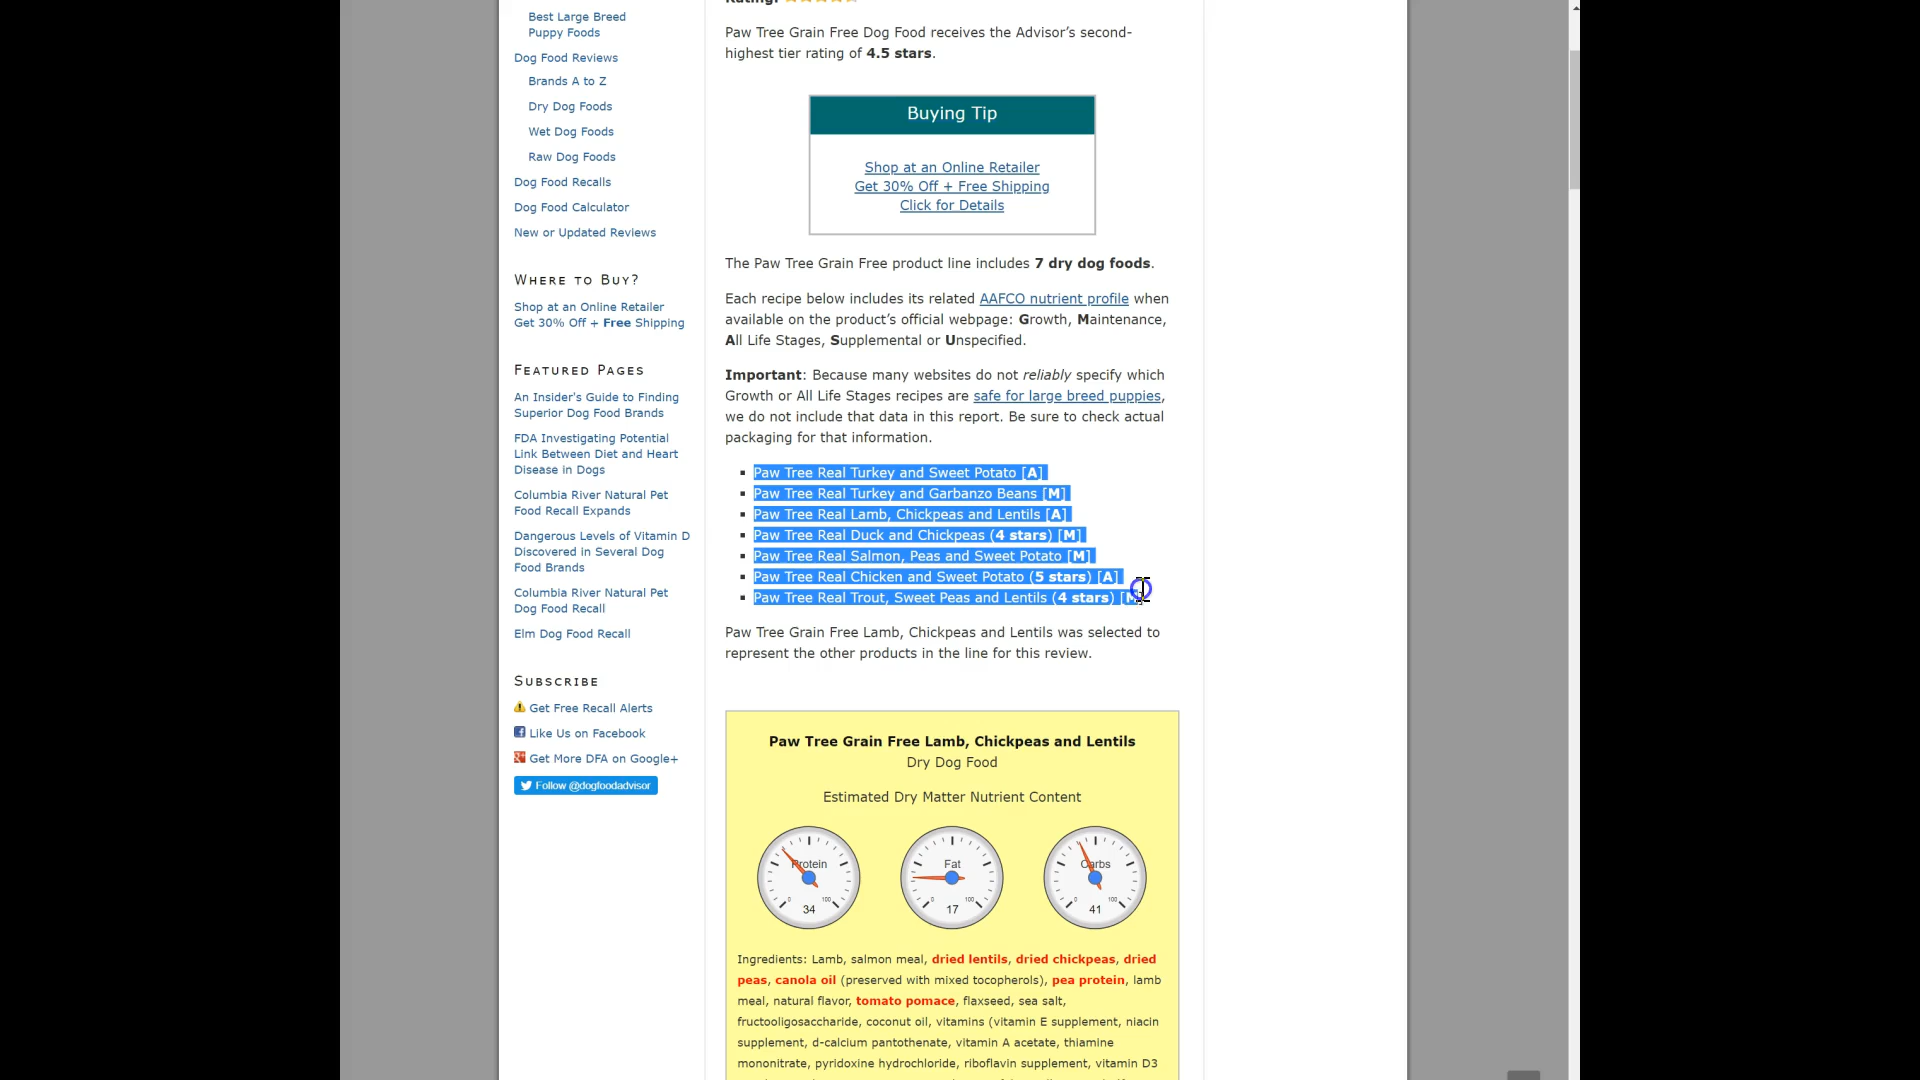 Best Large Breed
Puppy Foods
Dog Food Reviews
Brands A to Z
Dry Dog Foods
Wet Dog Foods
Raw Dog Foods
Dog Food Recalls
Dog Food Calculator
New or Updated Reviews
Where to Buy?
Shop at an Online Retailer
Get 30% Off + Free Shipping
Featured Pages
An Insider's Guide to Finding
Superior Dog Food Brands
FDA Investigating Potential
Link Between Diet and Heart
Disease in Dogs
Columbia River Natural Pet
Food Recall Expands
Dangerous Levels of Vitamin D
Discovered in Several Dog
Food Brands
Columbia River Natural Pet
Dog Food Recall
Elm Dog Food Recall
Subscribe
Get Free Recall Alerts
Like Us on Facebook
Get More DFA on Google+
Follow @dogfoodadvisor
Paw Tree Grain Free Dog Food receives the Advisor's second-
highest tier rating of 4.5 stars.
Buying Tip
Shop at an Online Retailer
Get 30% Off + Free Shipping
Click for Details
The Paw Tree Grain Free product line includes 7 dry dog foods.
Each recipe below includes its related AAFCO nutrient profile when
available on the product's official webpage: Growth, Maintenance,
All Life Stages, Supplemental or Unspecified.
Important: Because many websites do not reliably specify which
Growth or All Life Stages recipes are safe for large breed puppies,
we do not include that data in this report. Be sure to check actual
packaging for that information.
Paw Tree Real Turkey and Sweet Potato [A]
Paw Tree Real Turkey and Garbanzo Beans [M]
Paw Tree Real Lamb, Chickpeas and Lentils [A]
Paw Tree Real Duck and Chickpeas (4 stars) [M]
Paw Tree Real Salmon, Peas and Sweet Potato [M]
Paw Tree Real Chicken and Sweet Potato (5 stars) [A]
Paw Tree Real Trout, Sweet Peas and Lentils (4 stars) [M]
Paw Tree Grain Free Lamb, Chickpeas and Lentils was selected to
represent the other products in the line for this review.
Paw Tree Grain Free Lamb, Chickpeas and Lentils
Dry Dog Food
Estimated Dry Matter Nutrient Content
Protein
0 100
34
Fat
0 100
17
Carbs
0 100
41
Ingredients: Lamb, salmon meal, dried lentils, dried chickpeas, dried
peas, canola oil (preserved with mixed tocopherols), pea protein, lamb
meal, natural flavor, tomato pomace, flaxseed, sea salt,
fructooligosaccharide, coconut oil, vitamins (vitamin E supplement, niacin
supplement, d-calcium pantothenate, vitamin A acetate, thiamine
mononitrate, pyridoxine hydrochloride, riboflavin supplement, vitamin D3